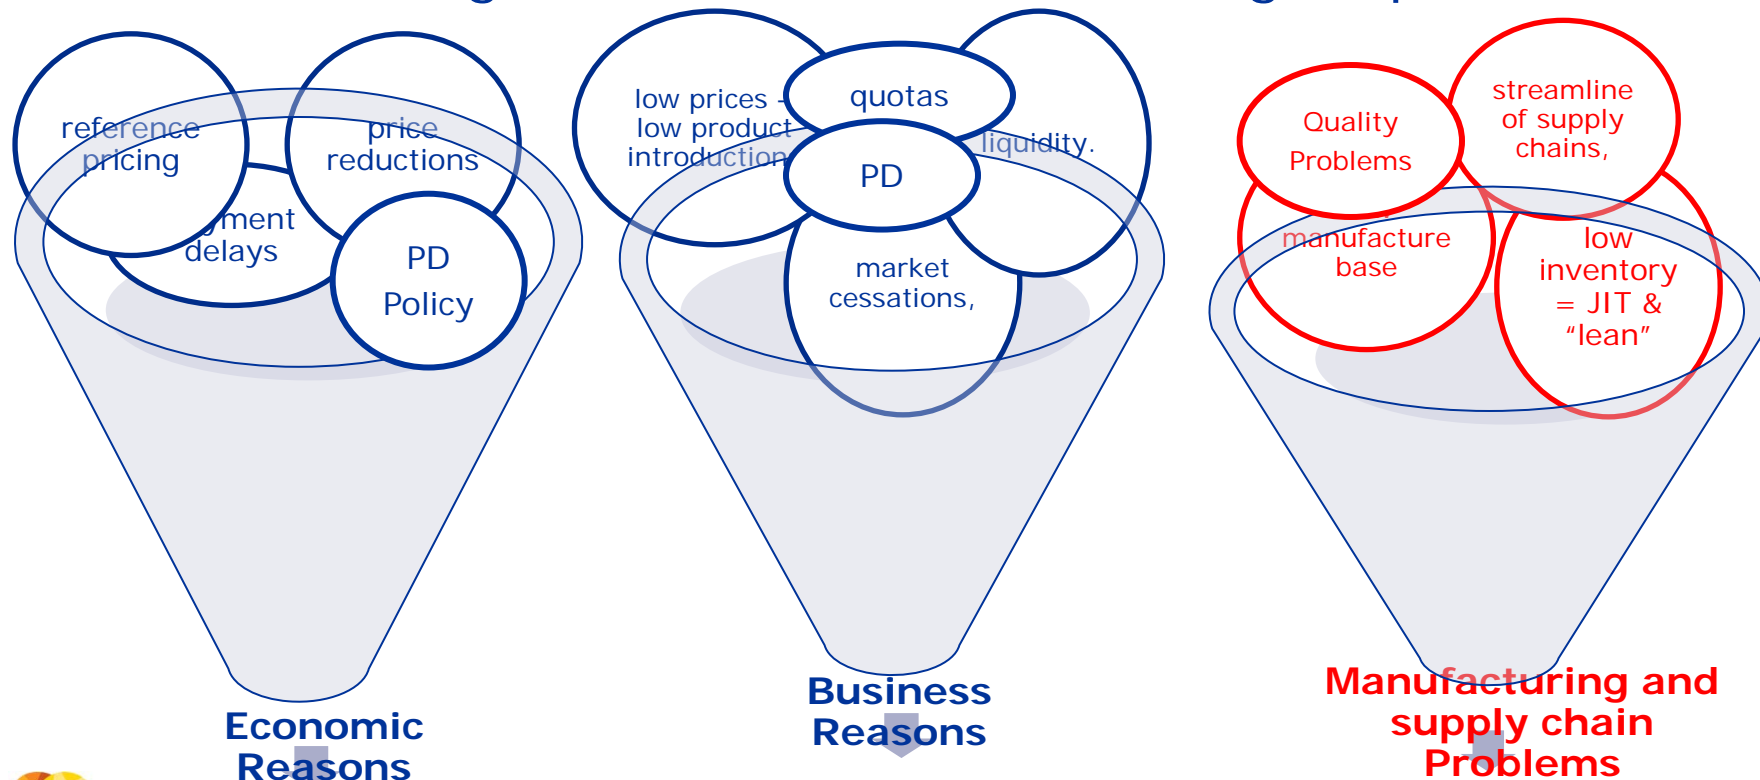 reference
pricing
price
reductions
delays
PD
Policy
Economic
Reasons
low prices -
low product
introduction
quotas
PD
liquidity.
market
cessations,
Business
Reasons
Quality
Problems
streamline
of supply
chains,
manufacture
base
low
inventory
= JIT &
“lean”
Manufacturing and
supply chain
Problems